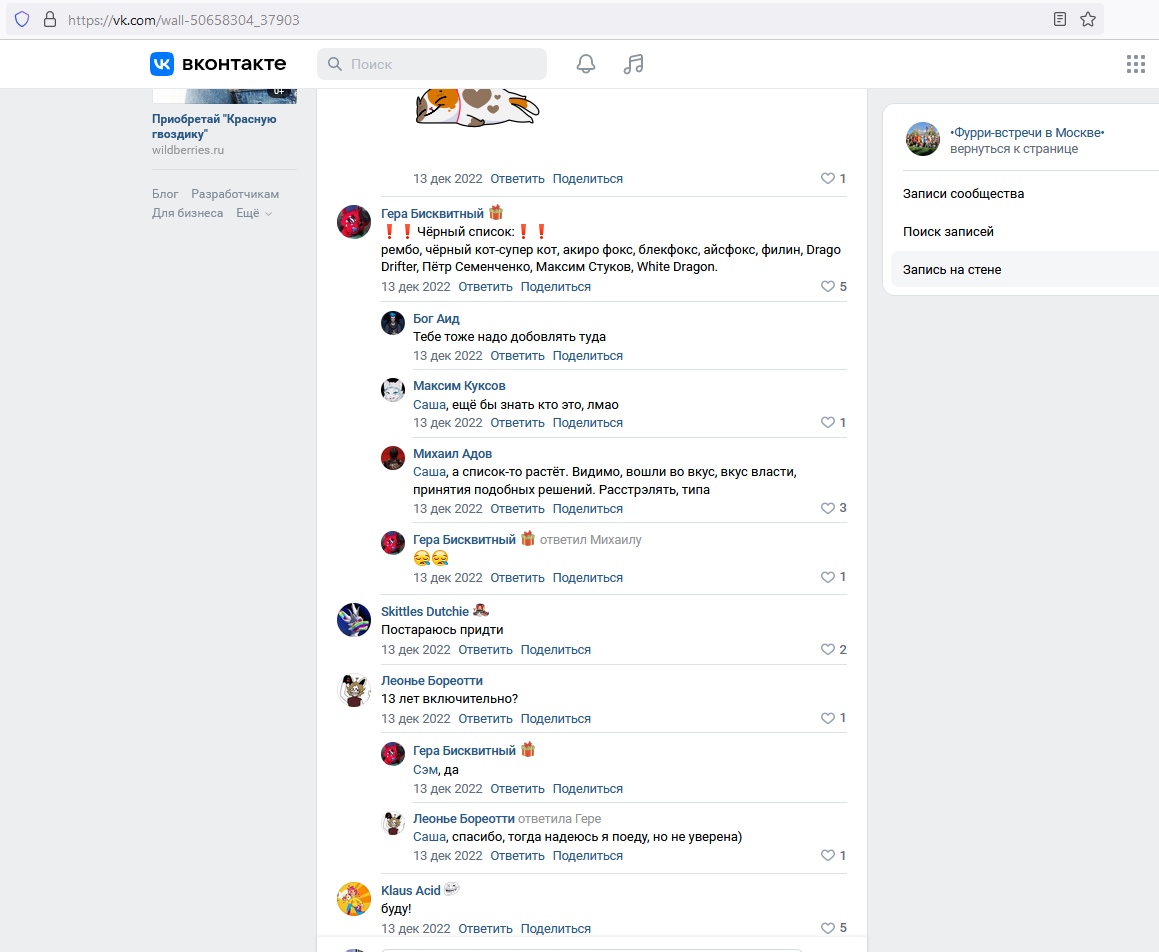 https://vk.com/wall-50658304_37903
вконтакте
Поиск
0+
Приобретай "Красную
гвоздику"
wildberries.ru
Блог Разработчикам
Для бизнеса Ещё
13 дек 2022 Ответить Поделиться 1
Гера Бисквитный
❗❗Чёрный список:❗❗
рембо, чёрный кот-супер кот, акиро фокс, блекфокс, айсфокс, филин, Drago
Drifter, Пётр Семенченко, Максим Стуков, White Dragon.
13 дек 2022 Ответить Поделиться 5
Бог Аид
Тебе тоже надо добовлять туда
13 дек 2022 Ответить Поделиться
Максим Куксов
Саша, ещё бы знать кто это, лмао
13 дек 2022 Ответить Поделиться 1
Михаил Адов
Саша, а список-то растёт. Видимо, вошли во вкус, вкус власти,
принятия подобных решений. Расстрэлять, типа
13 дек 2022 Ответить Поделиться 3
Гера Бисквитный ответил Михаилу
13 дек 2022 Ответить Поделиться 1
Skittles Dutchie
Постараюсь придти
13 дек 2022 Ответить Поделиться 2
Леонье Бореотти
13 лет включительно?
13 дек 2022 Ответить Поделиться 1
Гера Бисквитный
Сэм, да
13 дек 2022 Ответить Поделиться
Леонье Бореотти ответила Гере
Саша, спасибо, тогда надеюсь я поеду, но не уверена)
13 дек 2022 Ответить Поделиться 1
Klaus Acid
буду!
13 дек 2022 Ответить Поделиться 5
•Фурри-встречи в Москве•
вернуться к странице
Записи сообщества
Поиск записей
Запись на стене